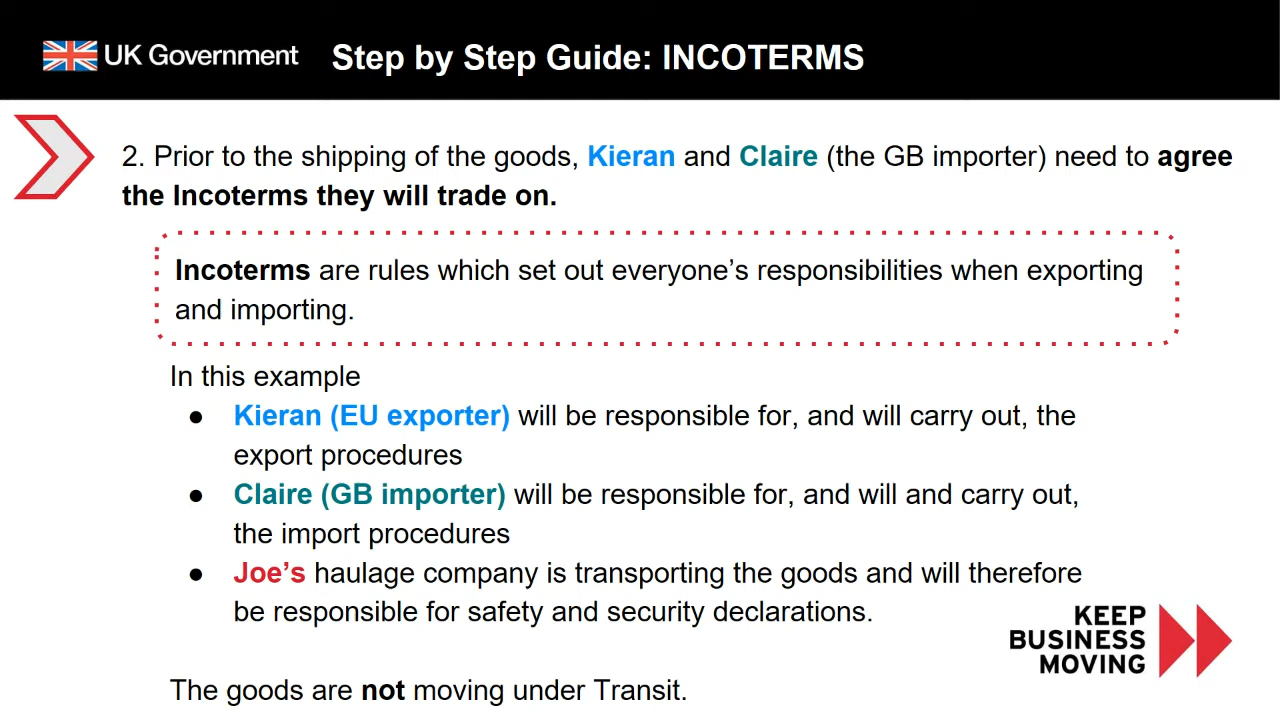 UK Government Step by Step Guide: INCOTERMS
2. Prior to the shipping of the goods, Kieran and Claire (the GB importer) need to agree
the Incoterms they will trade on.
Incoterms are rules which set out everyone’s responsibilities when exporting
and importing.
In this example
● Kieran (EU exporter) will be responsible for, and will carry out, the
export procedures
● Claire (GB importer) will be responsible for, and will and carry out,
the import procedures
● Joe’s haulage company is transporting the goods and will therefore
be responsible for safety and security declarations.
KEEP
BUSINESS
MOVING
The goods are not moving under Transit.